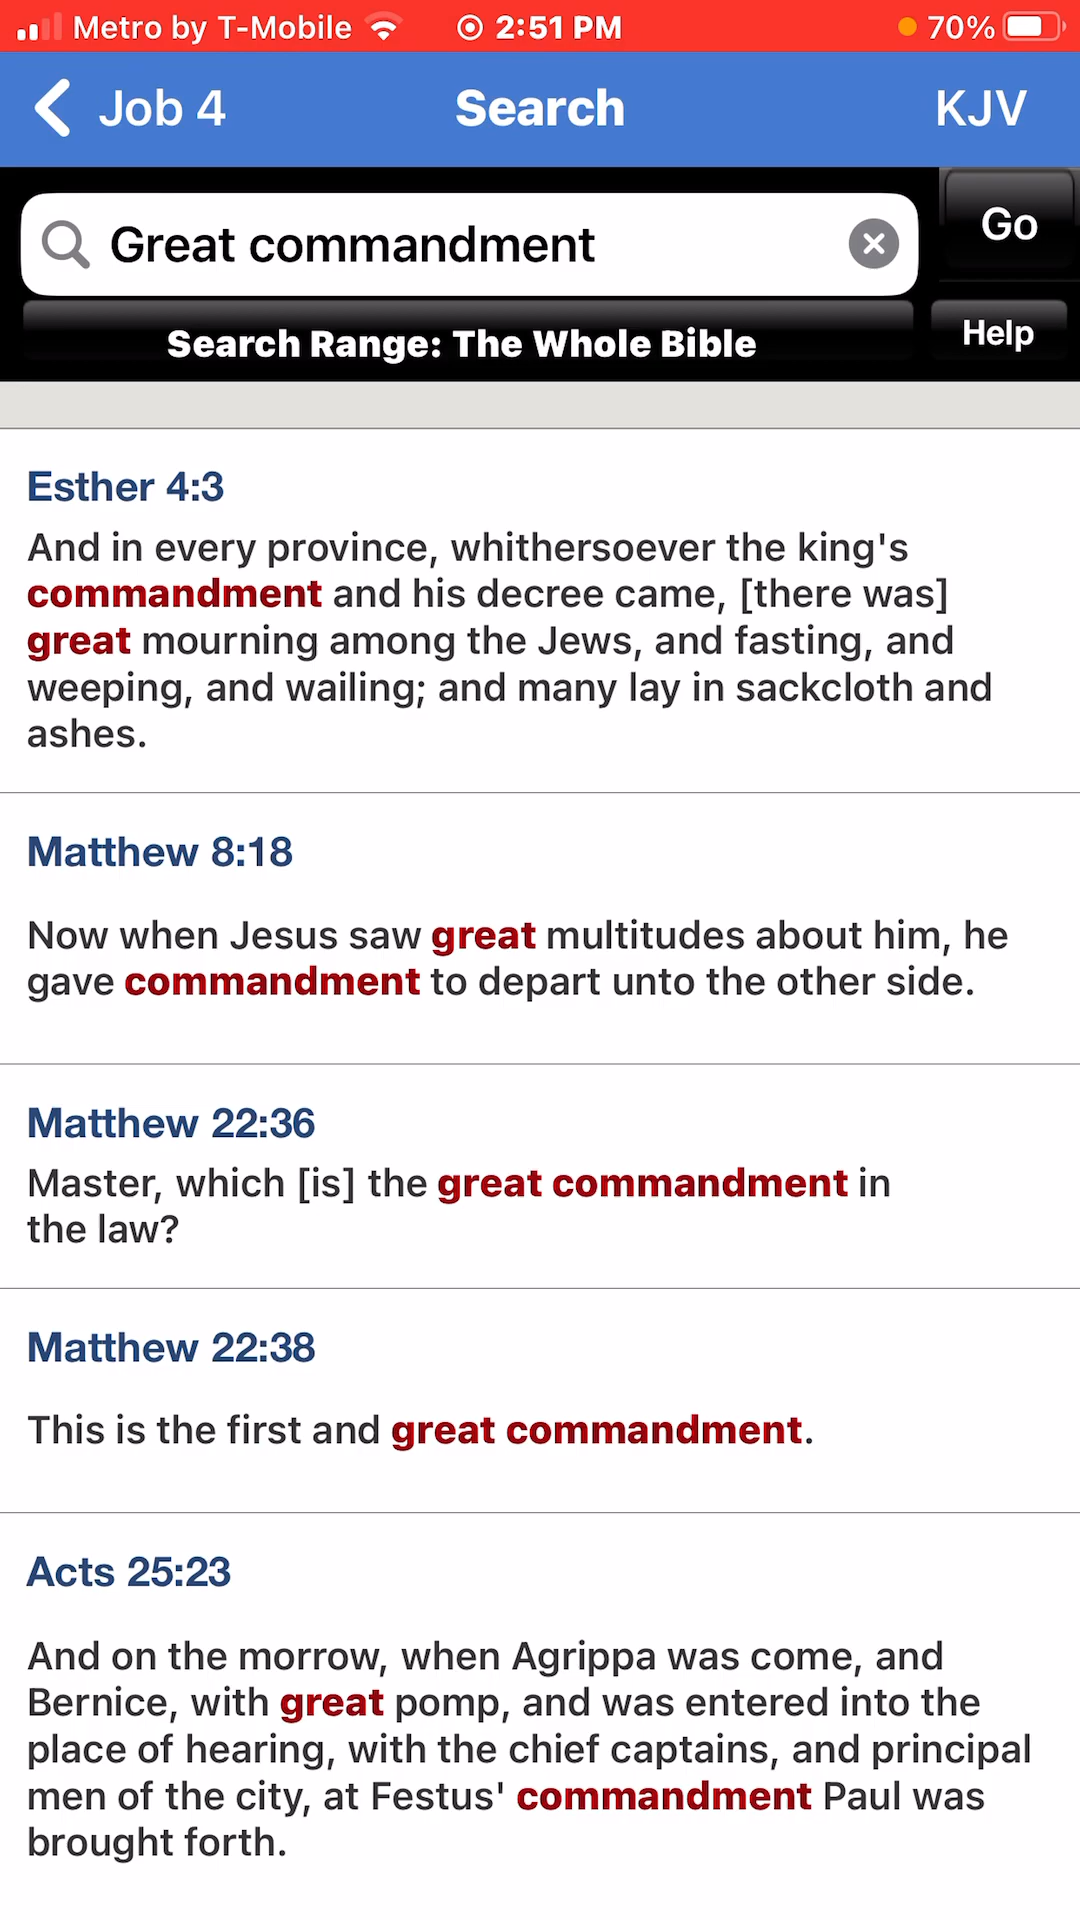 Metro by T-Mobile 2:51 PM 70%
Job 4 Search KJV
Great commandment Go
Search Range: The Whole Bible Help
Esther 4:3
And in every province, whithersoever the king's
commandment and his decree came, [there was]
great mourning among the Jews, and fasting, and
weeping, and wailing; and many lay in sackcloth and
ashes.
Matthew 8:18
Now when Jesus saw great multitudes about him, he
gave commandment to depart unto the other side.
Matthew 22:36
Master, which [is] the great commandment in
the law?
Matthew 22:38
This is the first and great commandment.
Acts 25:23
And on the morrow, when Agrippa was come, and
Bernice, with great pomp, and was entered into the
place of hearing, with the chief captains, and principal
men of the city, at Festus' commandment Paul was
brought forth.